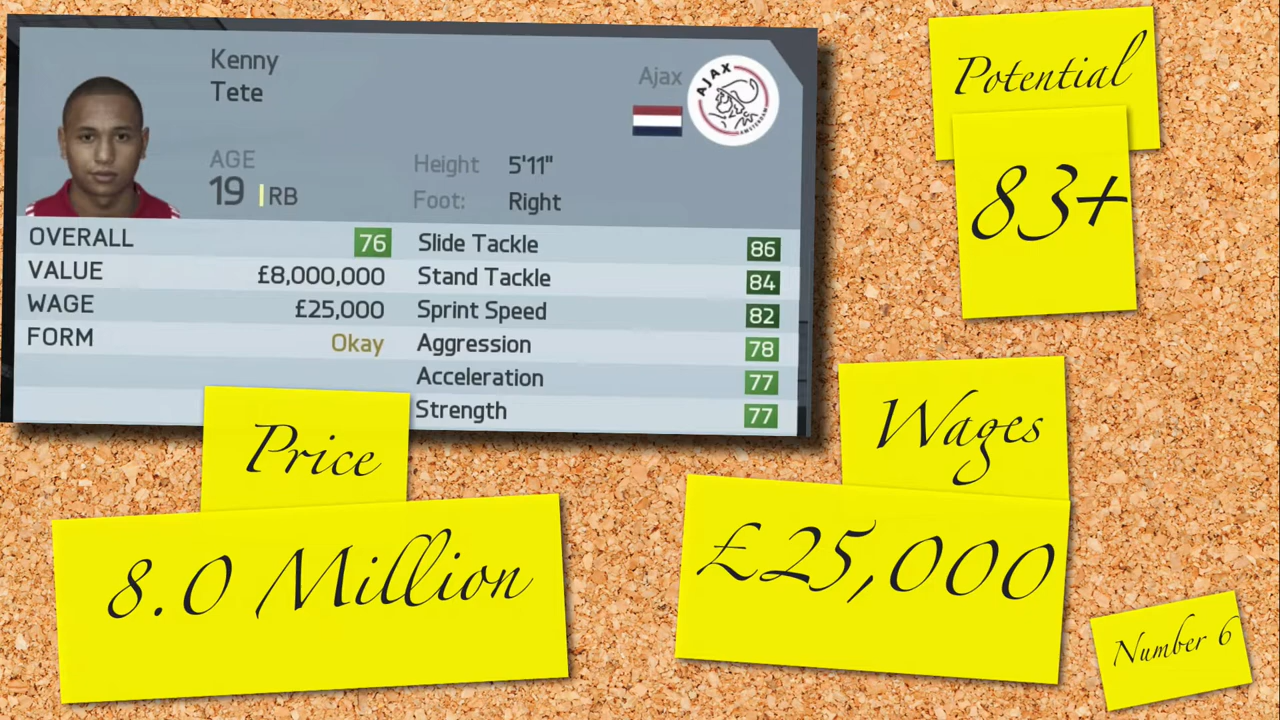 Kenny
Tete
Ajax
AJAX
AMSTERDAM
AGE
19 RB
Height 5'11"
Foot: Right
OVERALL 76
VALUE £8,000,000
WAGE £25,000
FORM Okay
Slide Tackle 86
Stand Tackle 84
Sprint Speed 82
Aggression 78
Acceleration 77
Strength 77
Potential
83+
Price
8.0 Million
Wages
£25,000
Number 6